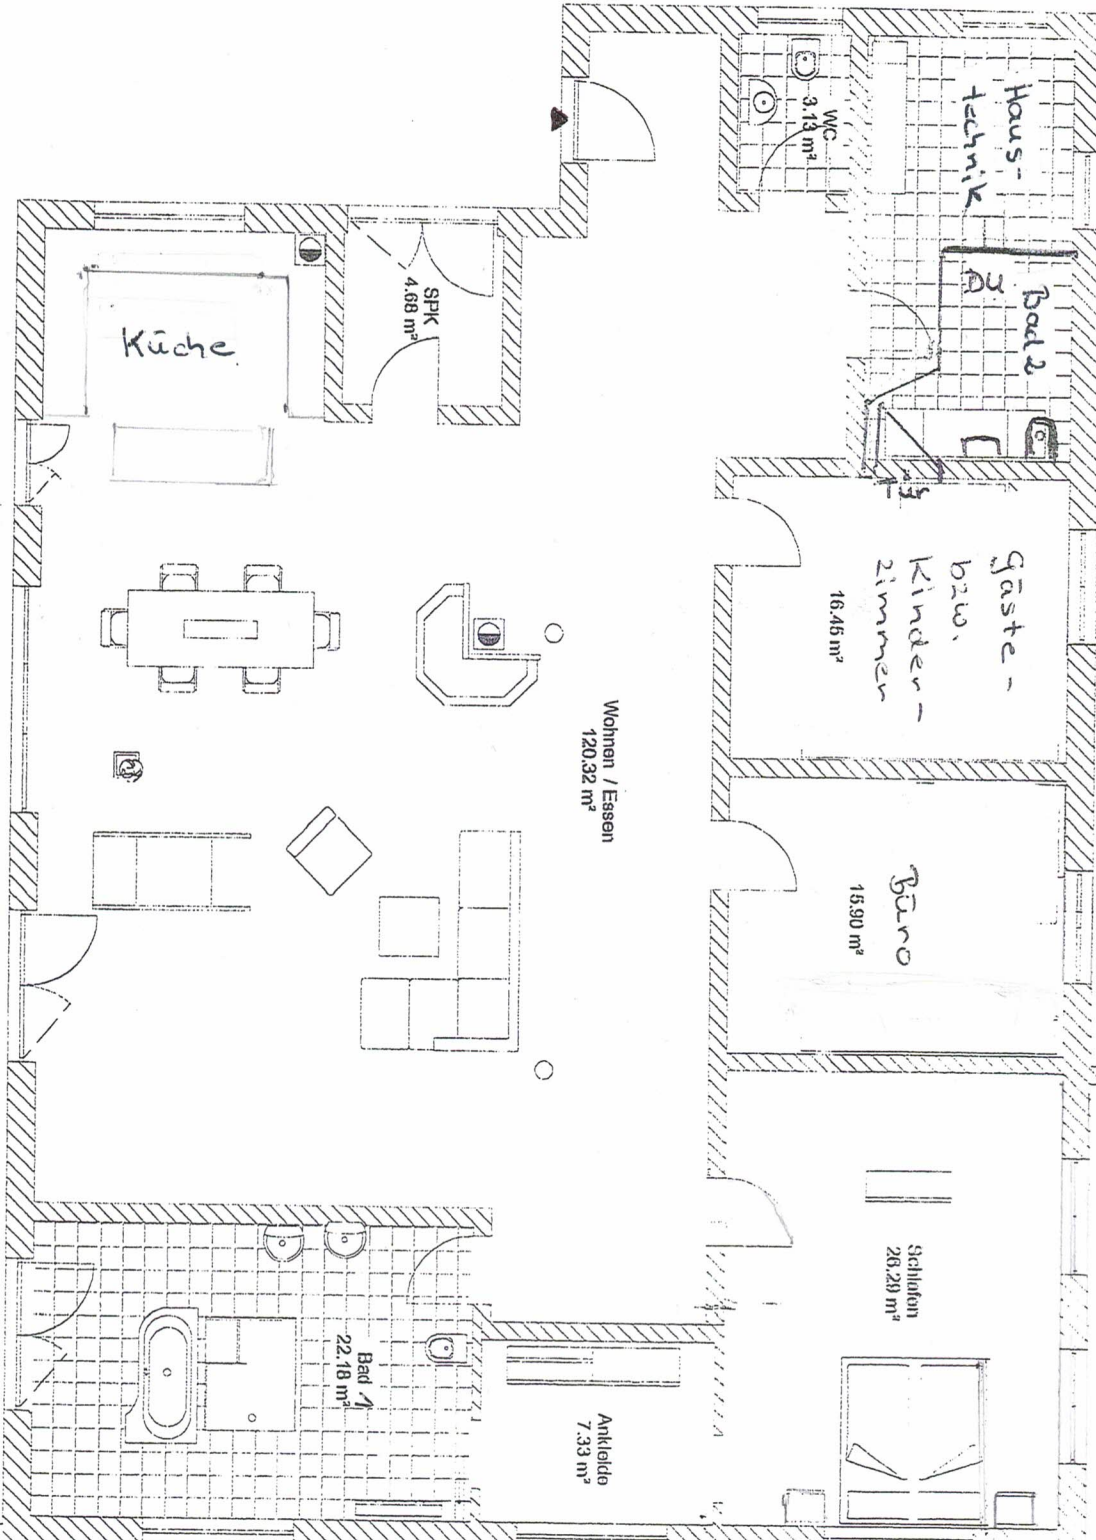 Haus-
technik
WC
3.13 m²
Bad 2
DU
SPK
4.68 m²
Küche
Tür
Gäste-
bzw.
Kinder-
zimmer
16.45 m²
Wohnen / Essen
120.32 m²
Büro
15.90 m²
Schlafen
26.29 m²
Bad 1
22.18 m²
Ankleide
7.33 m²